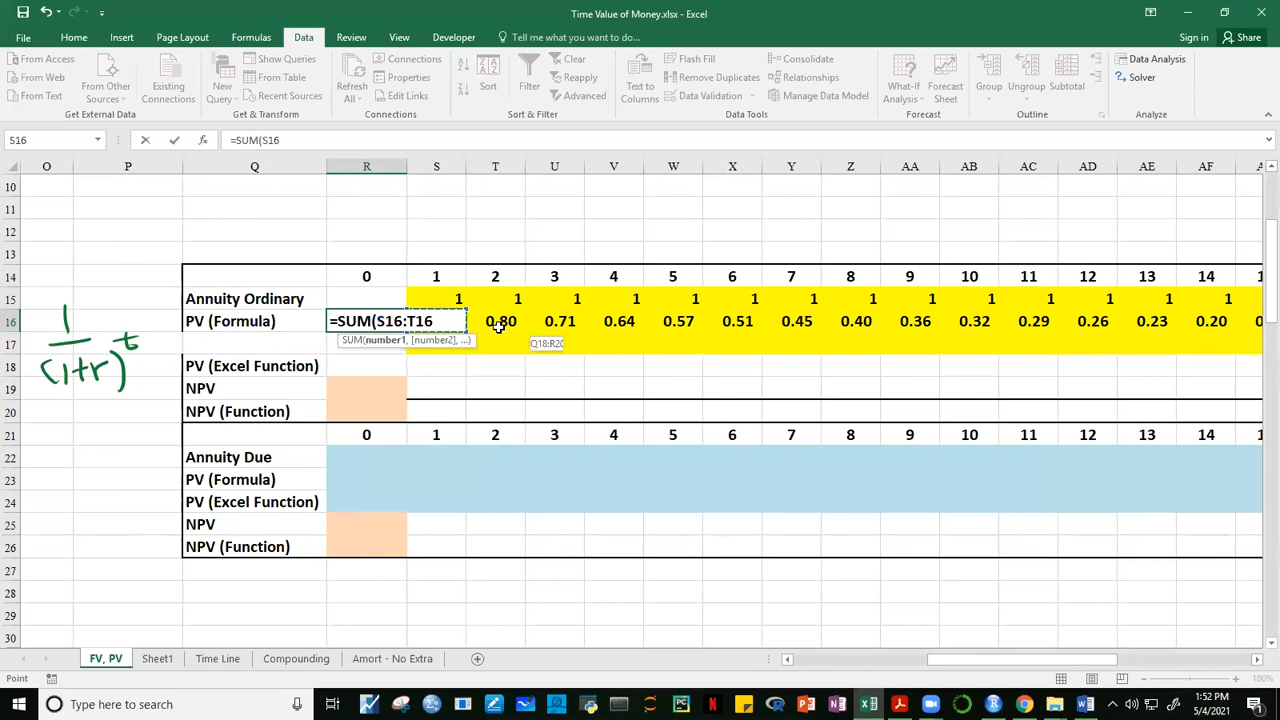 Time Value of Money.xlsx - Excel
File Home Insert Page Layout Formulas Data Review View Developer Tell me what you want to do... Sign in Share
From Access
From Web
From Text
From Other Sources
Existing Connections
New Query
Show Queries
From Table
Recent Sources
Refresh All
Connections
Properties
Edit Links
Sort
Filter
Clear
Reapply
Advanced
Text to Columns
Flash Fill
Remove Duplicates
Data Validation
Consolidate
Relationships
Manage Data Model
What-If Analysis
Forecast Sheet
Group
Ungroup
Subtotal
Data Analysis
Solver
Get External Data Get & Transform Connections Sort & Filter Data Tools Forecast Outline Analyze
S16 fx =SUM(S16
O P Q R S T U V W X Y Z AA AB AC AD AE AF
10
11
12
13
14 0 1 2 3 4 5 6 7 8 9 10 11 12 13 14
15 Annuity Ordinary 1 1 1 1 1 1 1 1 1 1 1 1 1 1
16 PV (Formula) =SUM(S16:T16 0.80 0.71 0.64 0.57 0.51 0.45 0.40 0.36 0.32 0.29 0.26 0.23 0.20
17 SUM(number1, [number2], ...) Q18:R20
1
(1+r)^t
18 PV (Excel Function)
19 NPV
20 NPV (Function)
21 0 1 2 3 4 5 6 7 8 9 10 11 12 13 14
22 Annuity Due
23 PV (Formula)
24 PV (Excel Function)
25 NPV
26 NPV (Function)
27
28
29
30
FV, PV Sheet1 Time Line Compounding Amort - No Extra
Point 100%
Type here to search 1:52 PM
5/4/2021